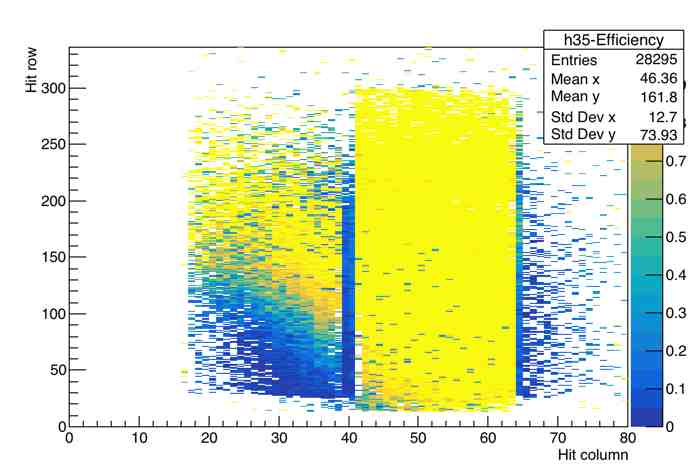 h35-Efficiency
Entries 28295
Mean x 46.36
Mean y 161.8
Std Dev x 12.7
Std Dev y 73.93
Hit row
300
250
200
150
100
50
0
0 10 20 30 40 50 60 70 80
Hit column
0.7
0.6
0.5
0.4
0.3
0.2
0.1
0